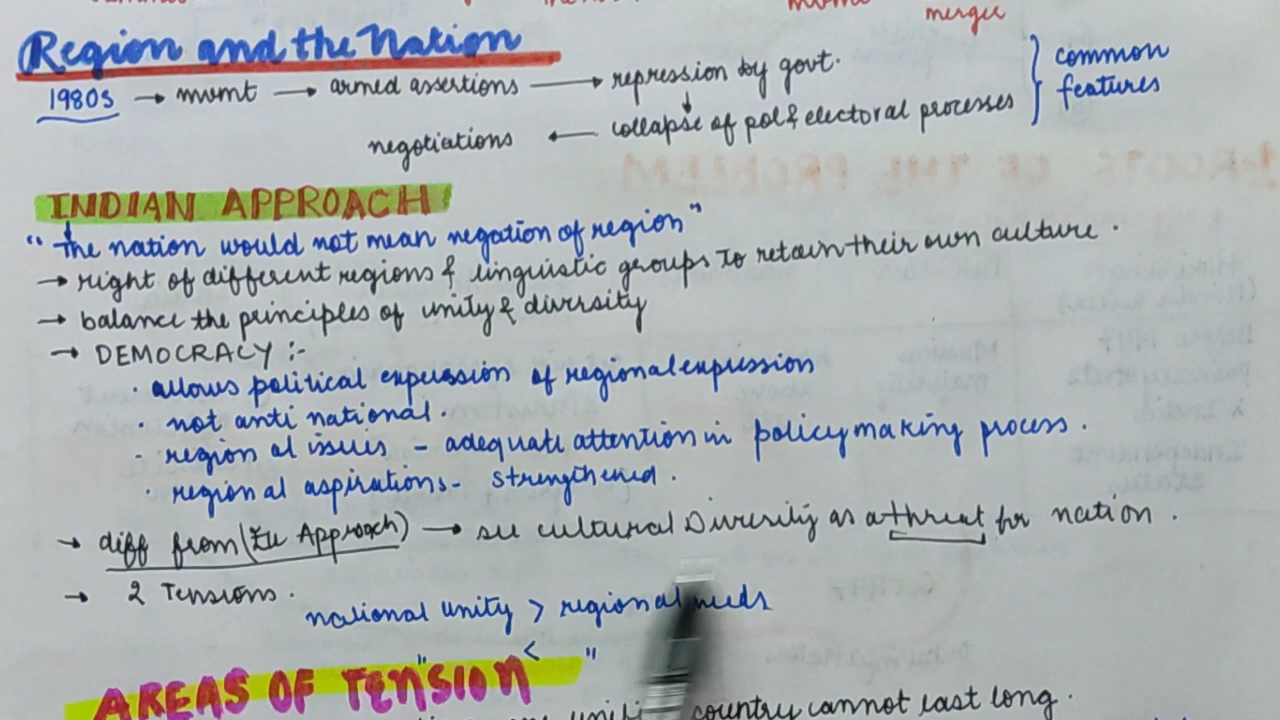 merge
Region and the Nation
1980s → mvmt → armed assertions → repression by govt. } common
↓ features
negotiations ← collapse of pol & electoral processes
INDIAN APPROACH
"the nation would not mean negation of region"
→ right of different regions & linguistic groups to retain their own culture.
→ balance the principles of unity & diversity
→ DEMOCRACY :-
· allows political expression of regional expression
· not anti national.
- regional issues - adequate attention in policymaking process.
· regional aspirations - strengthened.
→ diff from (EU Approach) → see cultural Diversity as a threat for nation.
→ 2 Tensions.
national unity > regional needs
" < "
AREAS OF TENSION
country cannot last long.